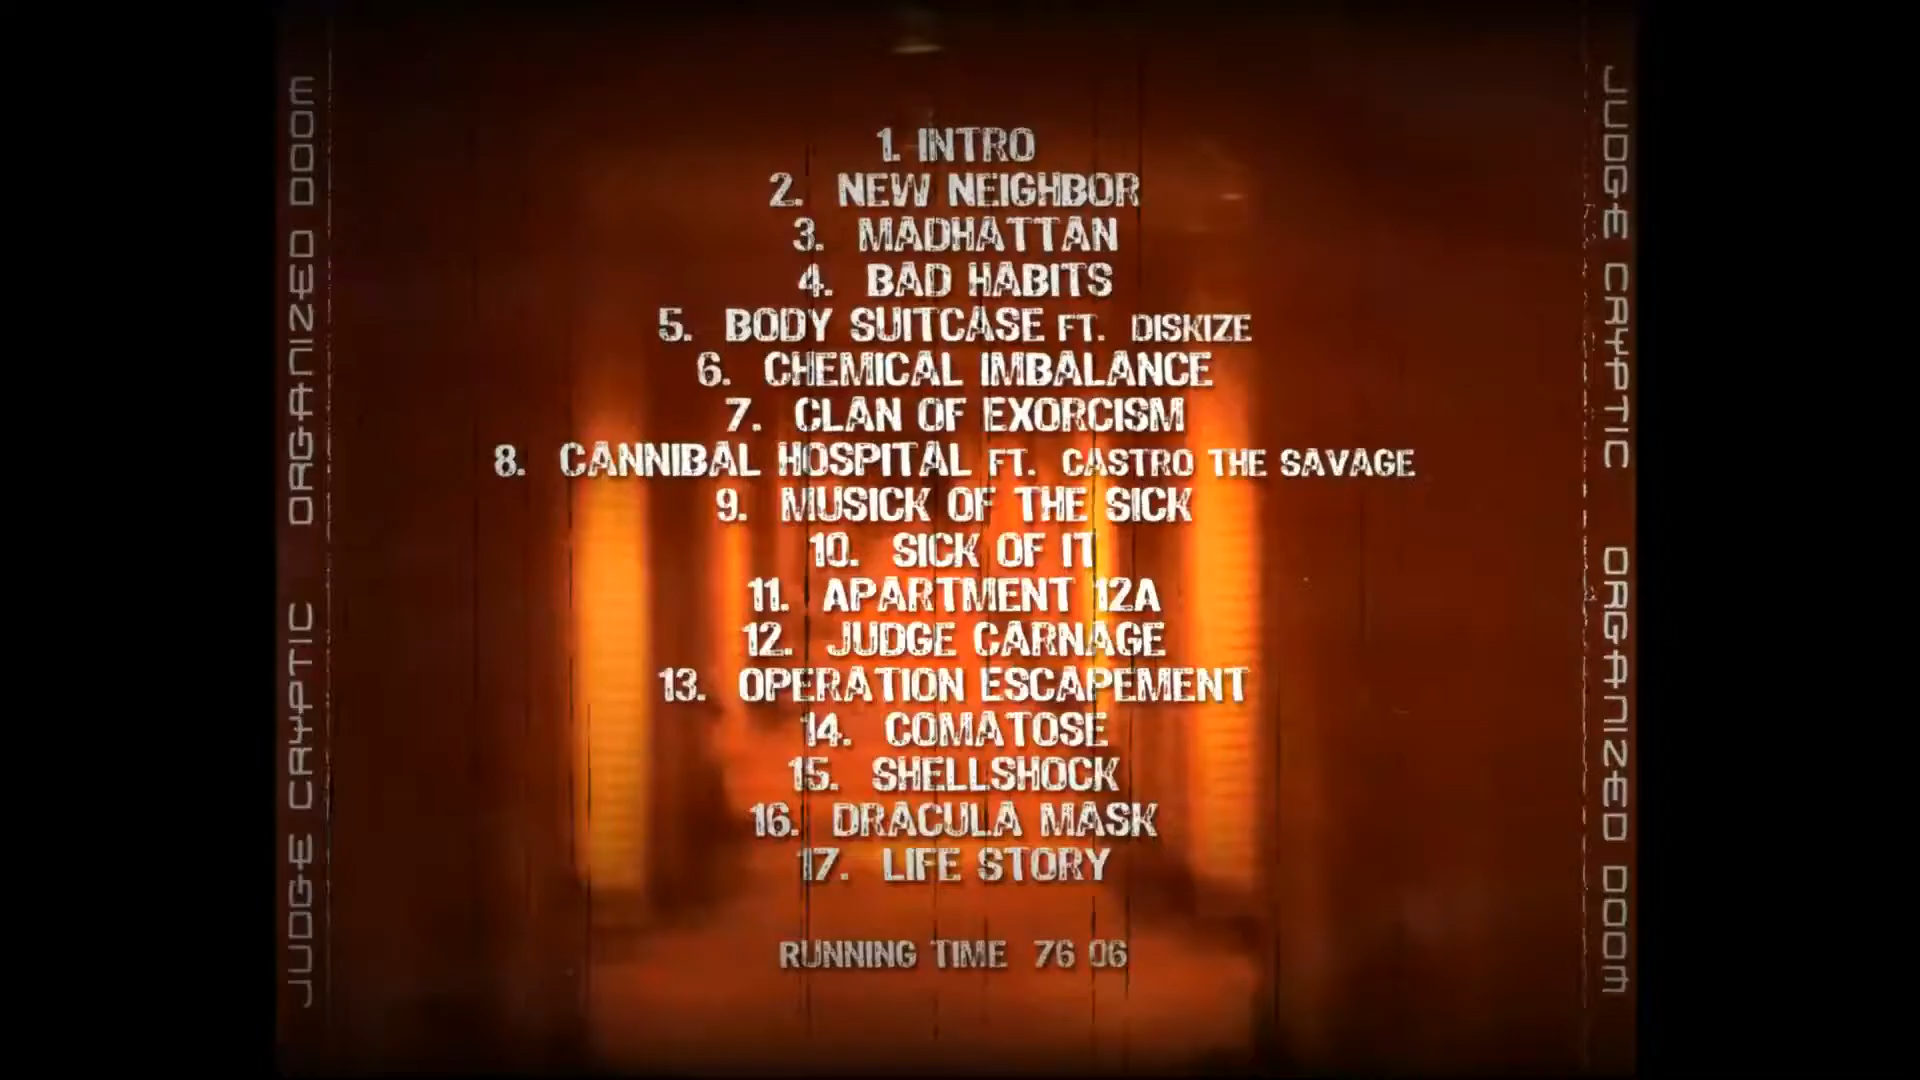 JUDGE CRYPTIC ORGANIZED DOOM
1. INTRO
2. NEW NEIGHBOR
3. MADHATTAN
4. BAD HABITS
5. BODY SUITCASE FT. DISKIZE
6. CHEMICAL IMBALANCE
7. CLAN OF EXORCISM
8. CANNIBAL HOSPITAL FT. CASTRO THE SAVAGE
9. MUSICK OF THE SICK
10. SICK OF IT
11. APARTMENT 12A
12. JUDGE CARNAGE
13. OPERATION ESCAPEMENT
14. COMATOSE
15. SHELLSHOCK
16. DRACULA MASK
17. LIFE STORY
RUNNING TIME 76 06
JUDGE CRYPTIC ORGANIZED DOOM